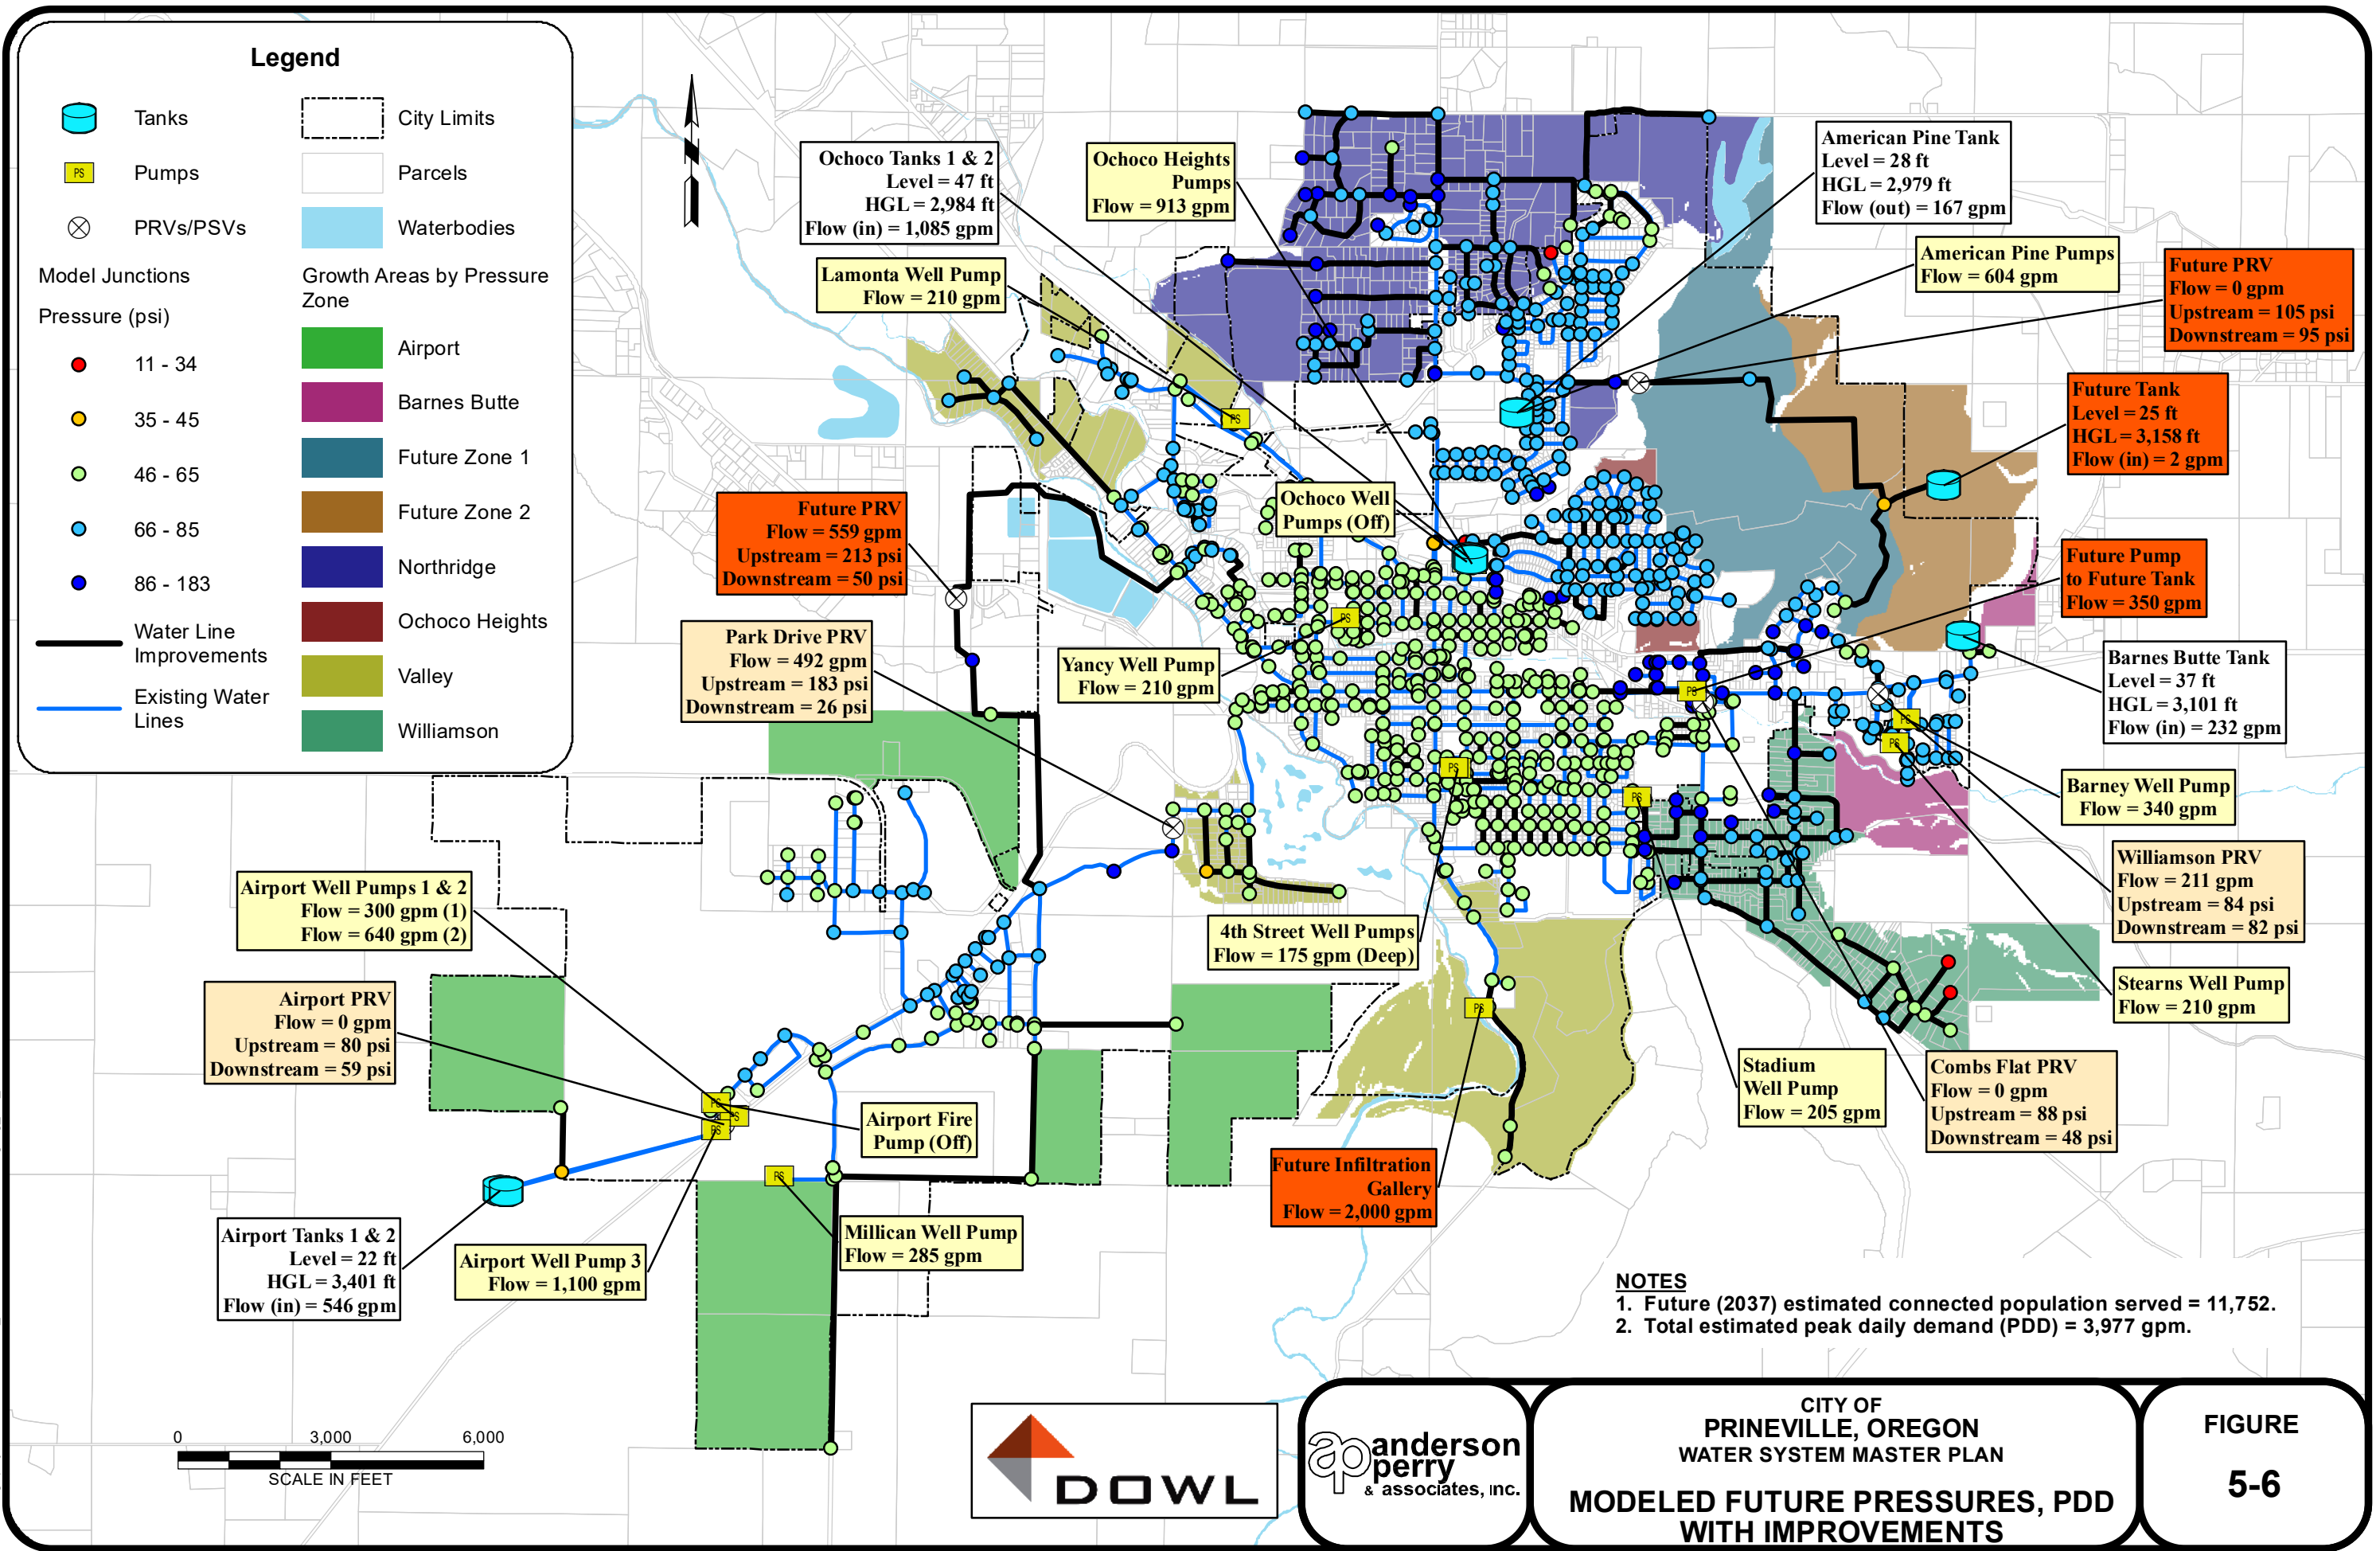 Legend
Tanks
Pumps
PRVs/PSVs
Model Junctions
Pressure (psi)
11 - 34
35 - 45
46 - 65
66 - 85
86 - 183
Water Line
Improvements
Existing Water
Lines
City Limits
Parcels
Waterbodies
Growth Areas by Pressure
Zone
Airport
Barnes Butte
Future Zone 1
Future Zone 2
Northridge
Ochoco Heights
Valley
Williamson
PS
Ochoco Tanks 1 & 2
Level = 47 ft
HGL = 2,984 ft
Flow (in) = 1,085 gpm
Ochoco Heights
Pumps
Flow = 913 gpm
Lamonta Well Pump
Flow = 210 gpm
American Pine Tank
Level = 28 ft
HGL = 2,979 ft
Flow (out) = 167 gpm
American Pine Pumps
Flow = 604 gpm
Future PRV
Flow = 0 gpm
Upstream = 105 psi
Downstream = 95 psi
Future Tank
Level = 25 ft
HGL = 3,158 ft
Flow (in) = 2 gpm
Future PRV
Flow = 559 gpm
Upstream = 213 psi
Downstream = 50 psi
Ochoco Well
Pumps (Off)
Future Pump
to Future Tank
Flow = 350 gpm
Park Drive PRV
Flow = 492 gpm
Upstream = 183 psi
Downstream = 26 psi
Yancy Well Pump
Flow = 210 gpm
Barnes Butte Tank
Level = 37 ft
HGL = 3,101 ft
Flow (in) = 232 gpm
Barney Well Pump
Flow = 340 gpm
Airport Well Pumps 1 & 2
Flow = 300 gpm (1)
Flow = 640 gpm (2)
Williamson PRV
Flow = 211 gpm
Upstream = 84 psi
Downstream = 82 psi
4th Street Well Pumps
Flow = 175 gpm (Deep)
Stearns Well Pump
Flow = 210 gpm
Airport PRV
Flow = 0 gpm
Upstream = 80 psi
Downstream = 59 psi
Stadium
Well Pump
Flow = 205 gpm
Combs Flat PRV
Flow = 0 gpm
Upstream = 88 psi
Downstream = 48 psi
Airport Fire
Pump (Off)
Future Infiltration
Gallery
Flow = 2,000 gpm
Airport Tanks 1 & 2
Level = 22 ft
HGL = 3,401 ft
Flow (in) = 546 gpm
Airport Well Pump 3
Flow = 1,100 gpm
Millican Well Pump
Flow = 285 gpm
PS
PS
PS
PS
PS
PS
PS
PS
PS
PS
PS
PS
NOTES
1. Future (2037) estimated connected population served = 11,752.
2. Total estimated peak daily demand (PDD) = 3,977 gpm.
0 3,000 6,000
SCALE IN FEET
DOWL
ap anderson
perry
& associates, inc.
CITY OF
PRINEVILLE, OREGON
WATER SYSTEM MASTER PLAN
MODELED FUTURE PRESSURES, PDD
WITH IMPROVEMENTS
FIGURE
5-6